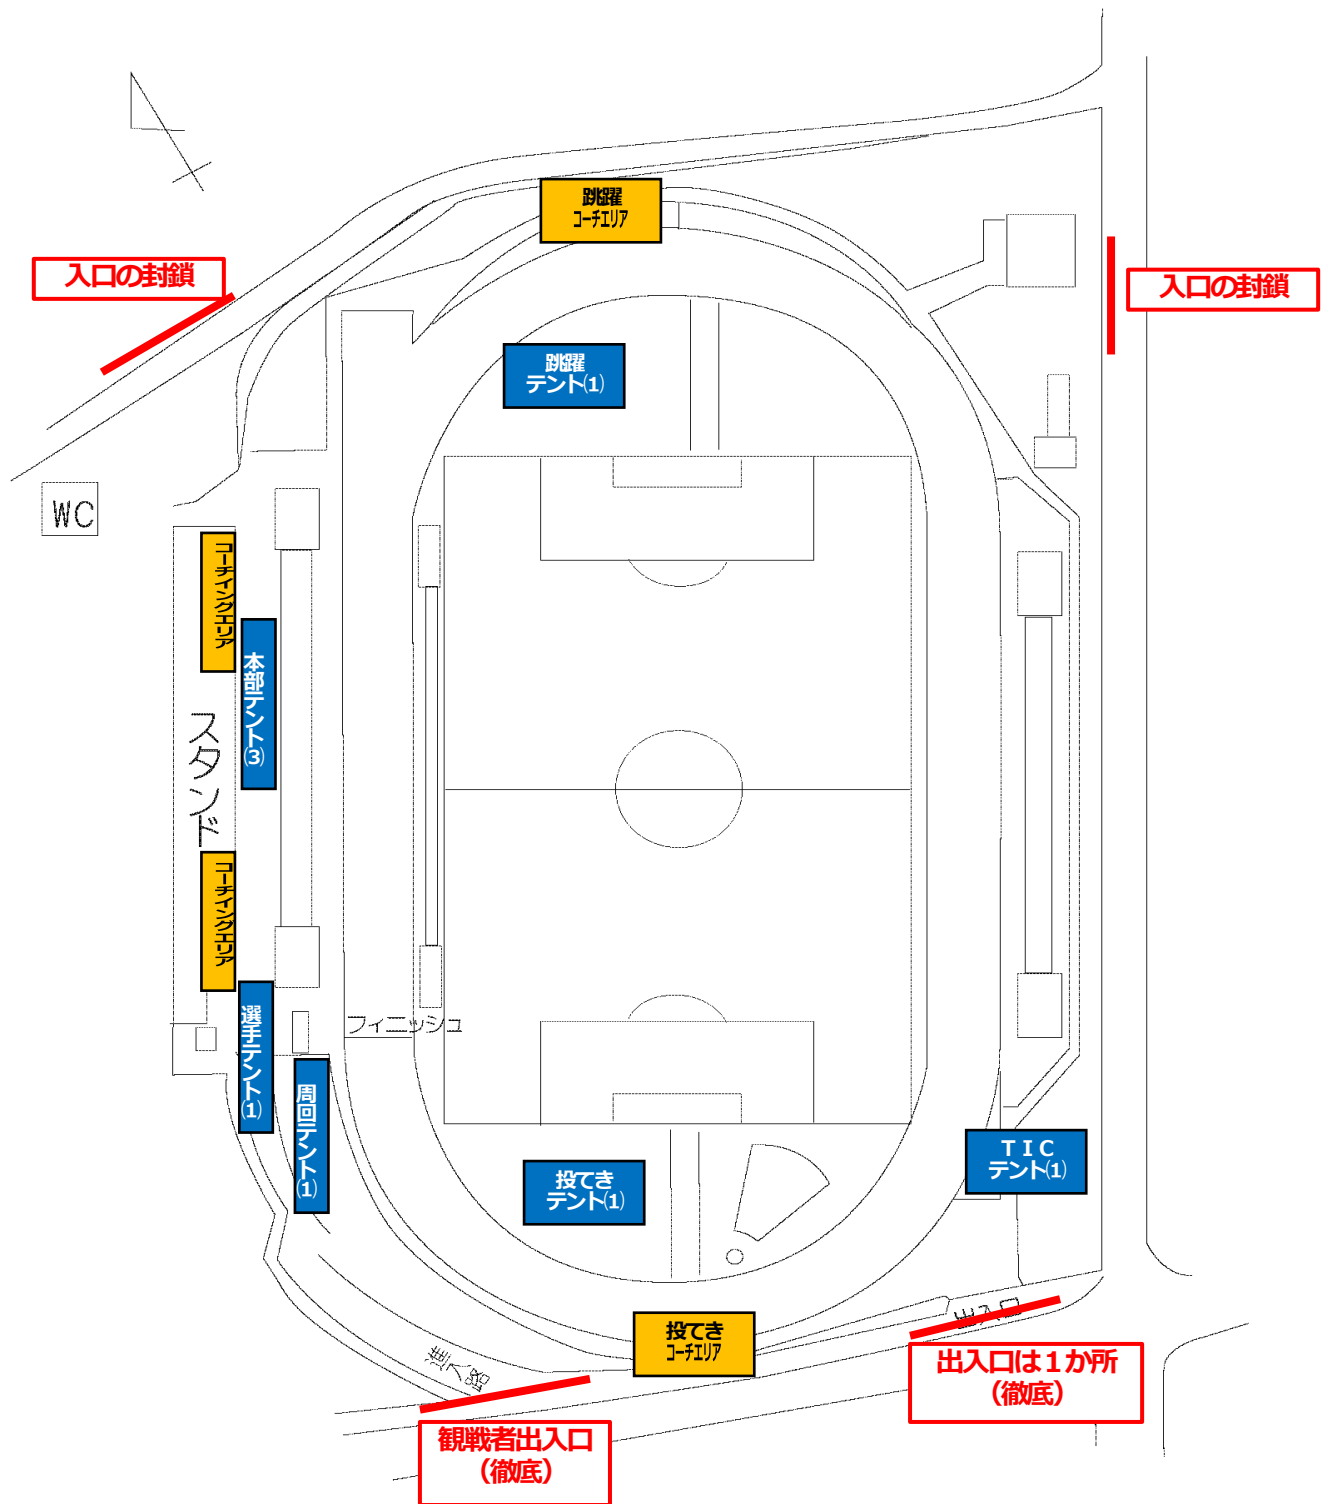 跳躍
コーチエリア
入口の封鎖
入口の封鎖
跳躍
テント(1)
WC
コーチイングエリア
本部テント(3)
スタンド
コーチイングエリア
選手テント(1)
フィニッシュ
周回テント(1)
TIC
テント(1)
投てき
テント(1)
出入口
投てき
コーチエリア
進入路
出入口は１か所
（徹底）
観戦者出入口
（徹底）